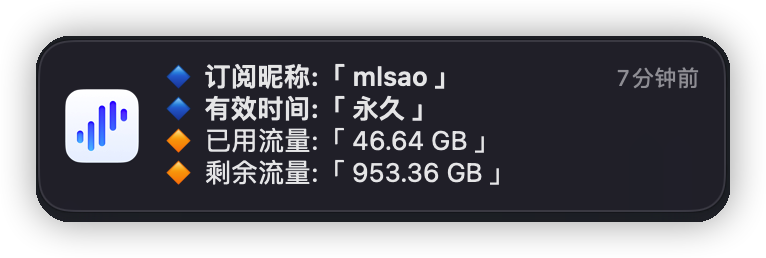 🔹 订阅昵称:「 mlsao 」 7分钟前
🔹 有效时间:「 永久 」
🔸 已用流量:「 46.64 GB 」
🔸 剩余流量:「 953.36 GB 」